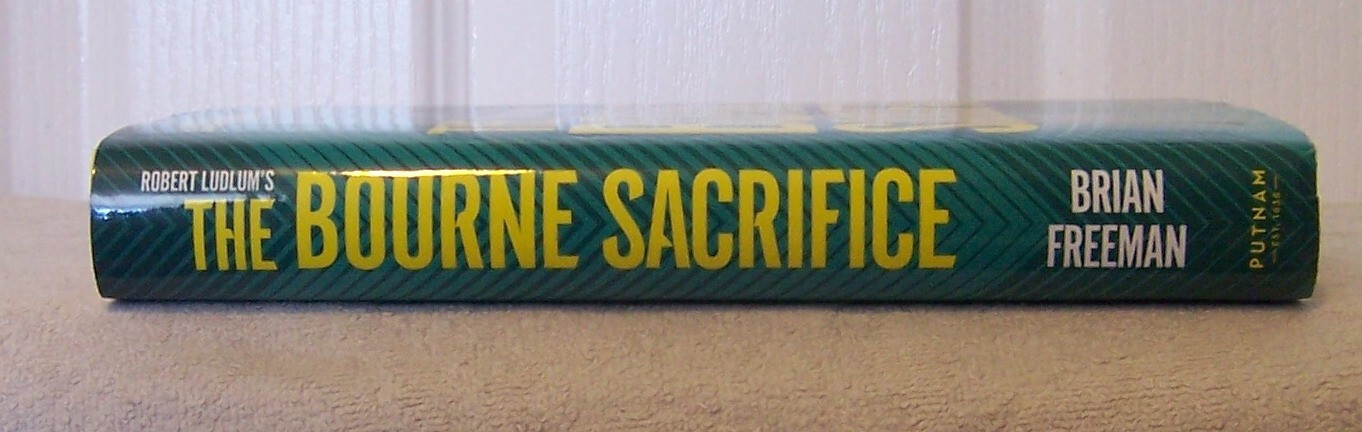 ROBERT LUDLUM'S
THE BOURNE SACRIFICE
BRIAN
FREEMAN
PUTNAM